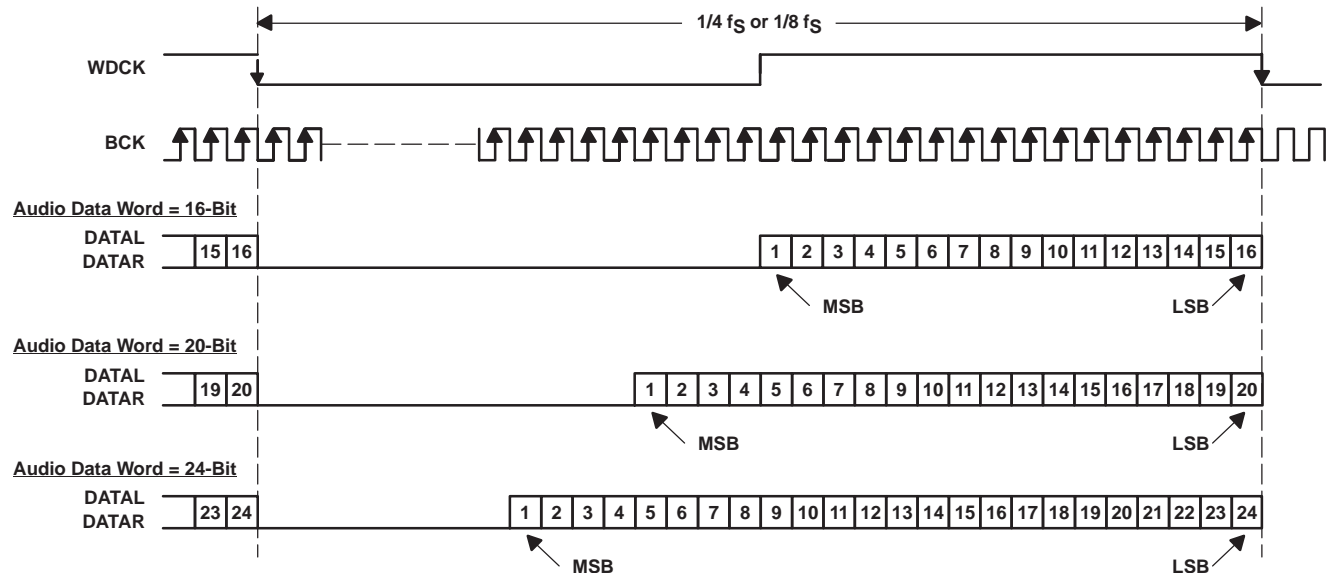 1/4 fS or 1/8 fS
WDCK
BCK
Audio Data Word = 16-Bit
DATAL
DATAR
15 16 1 2 3 4 5 6 7 8 9 10 11 12 13 14 15 16
MSB LSB
Audio Data Word = 20-Bit
DATAL
DATAR
19 20 1 2 3 4 5 6 7 8 9 10 11 12 13 14 15 16 17 18 19 20
MSB LSB
Audio Data Word = 24-Bit
DATAL
DATAR
23 24 1 2 3 4 5 6 7 8 9 10 11 12 13 14 15 16 17 18 19 20 21 22 23 24
MSB LSB